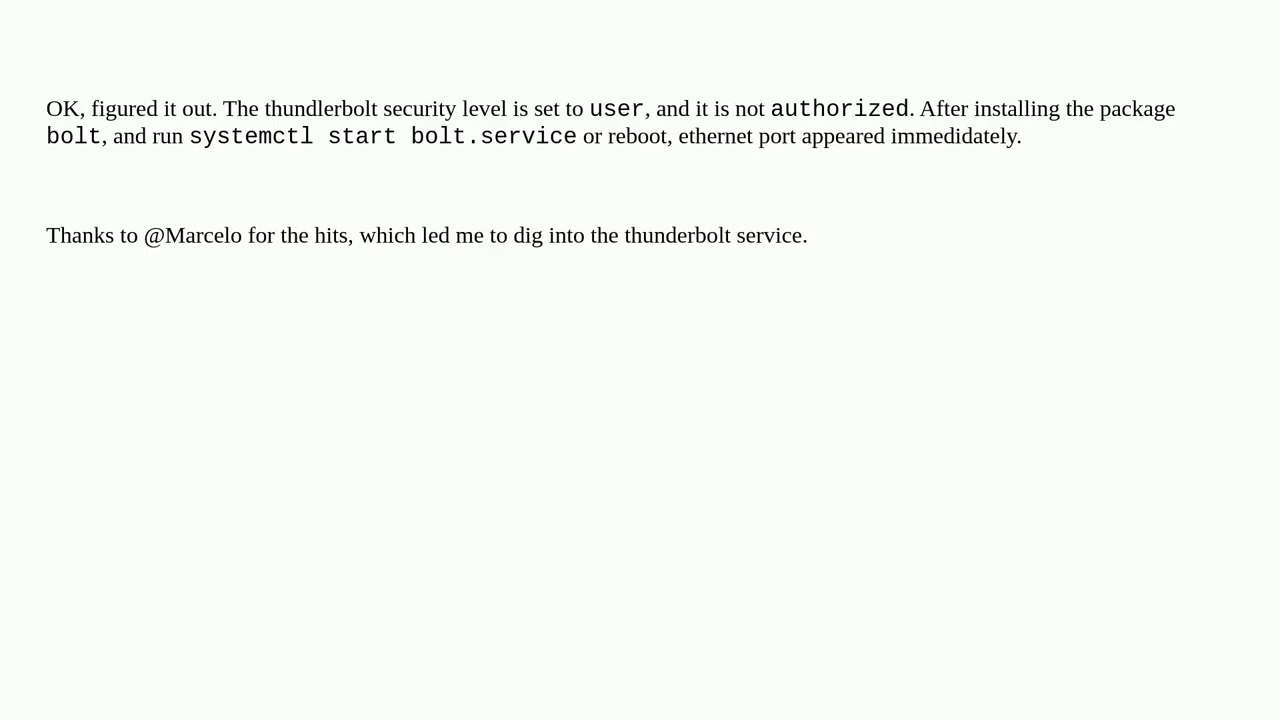 OK, figured it out. The thundlerbolt security level is set to user, and it is not authorized. After installing the package
bolt, and run systemctl start bolt.service or reboot, ethernet port appeared immedidately.
Thanks to @Marcelo for the hits, which led me to dig into the thunderbolt service.